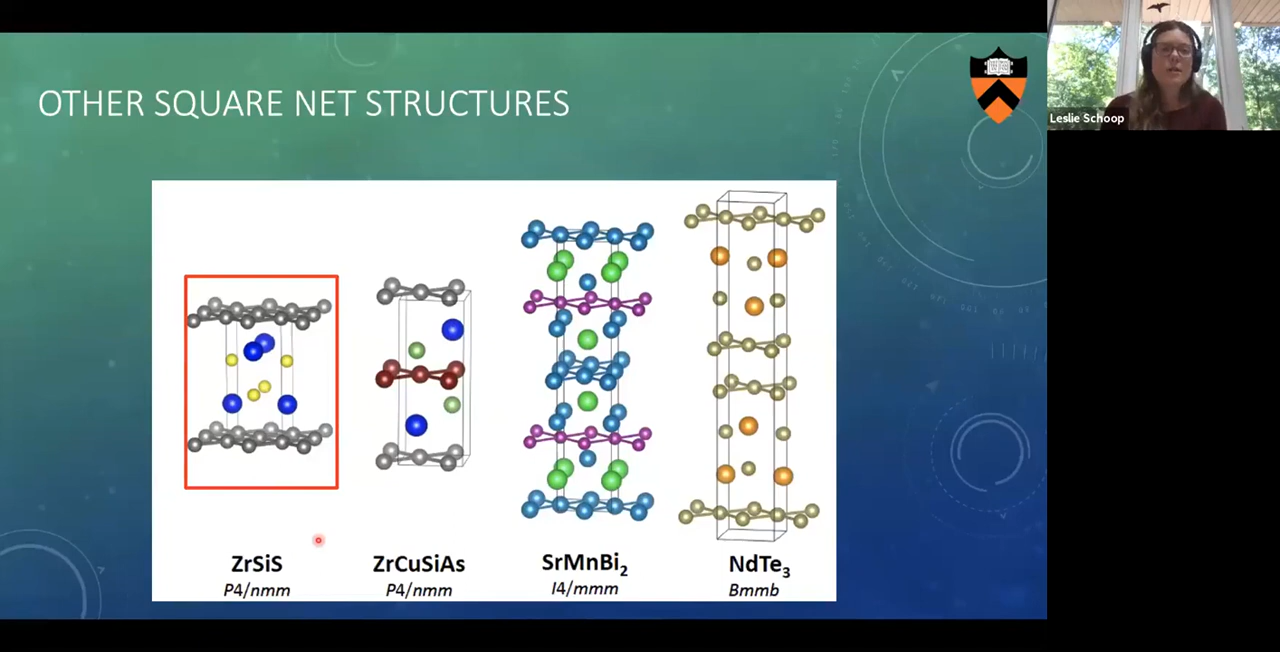 OTHER SQUARE NET STRUCTURES
Leslie Schoop
ZrSiS
P4/nmm
ZrCuSiAs
P4/nmm
SrMnBi₂
I4/mmm
NdTe₃
Bmmb